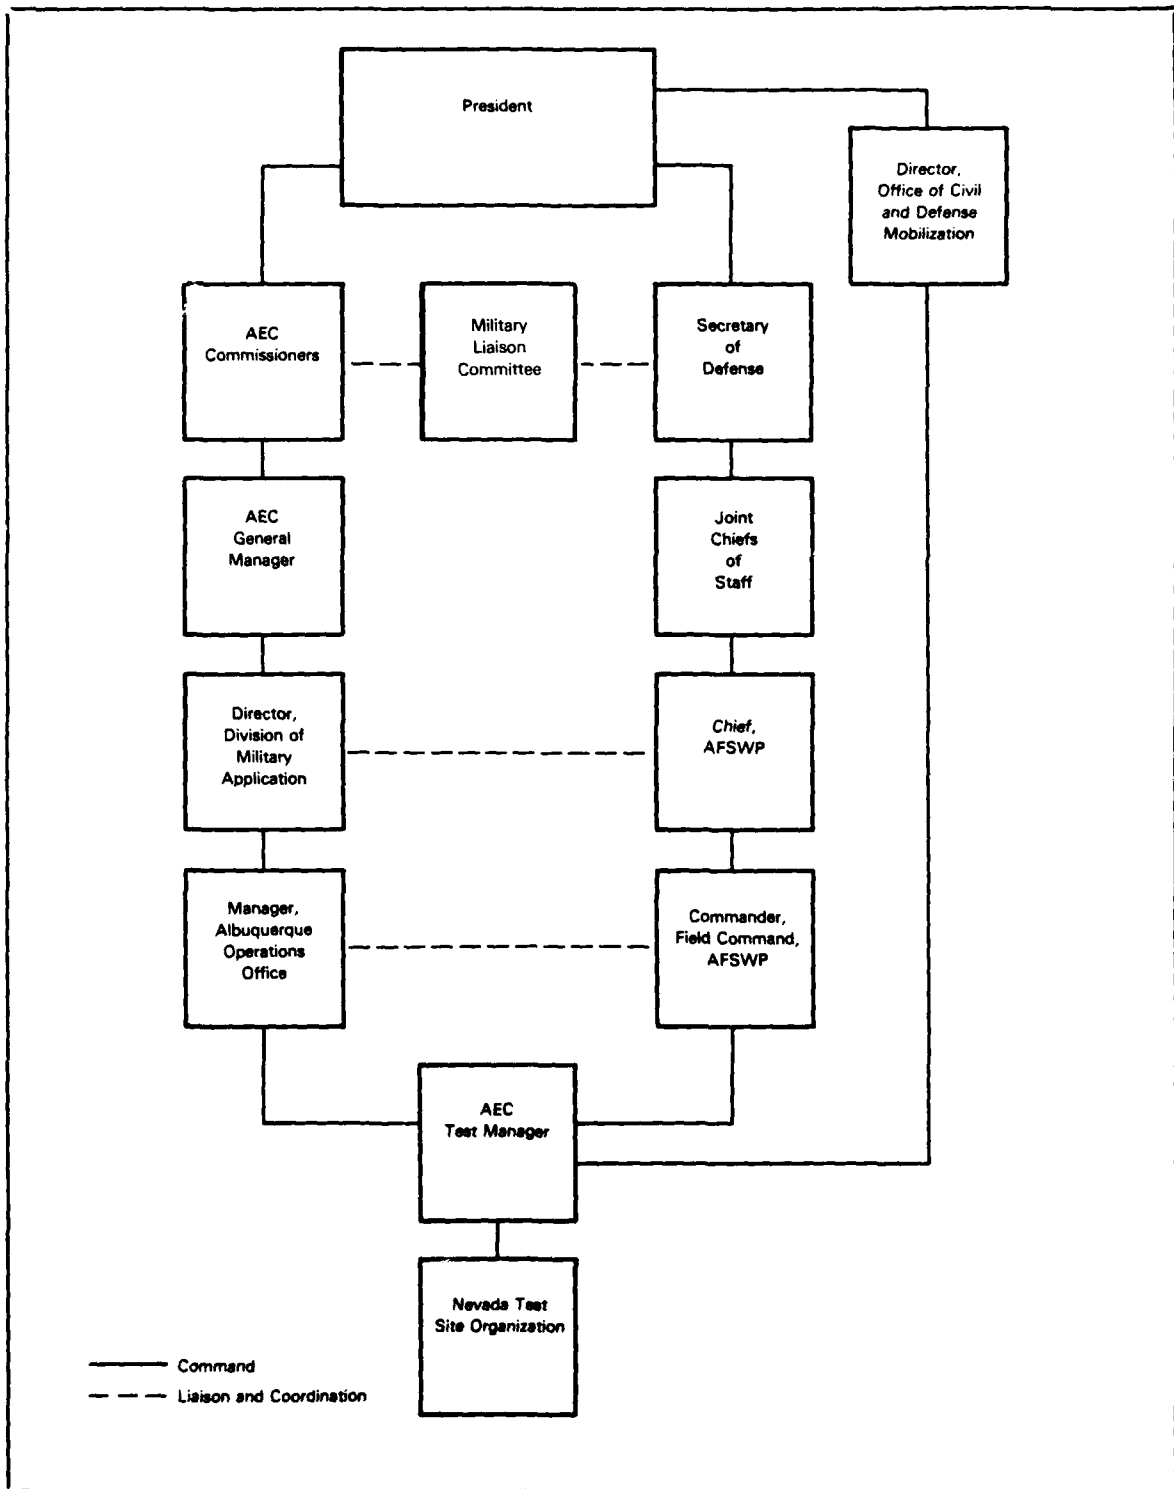 President
Director,
Office of Civil
and Defense
Mobilization
AEC
Commissioners
Military
Liaison
Committee
Secretary
of
Defense
AEC
General
Manager
Joint
Chiefs
of
Staff
Director,
Division of
Military
Application
Chief,
AFSWP
Manager,
Albuquerque
Operations
Office
Commander,
Field Command,
AFSWP
AEC
Test Manager
Nevada Test
Site Organization
Command
Liaison and Coordination